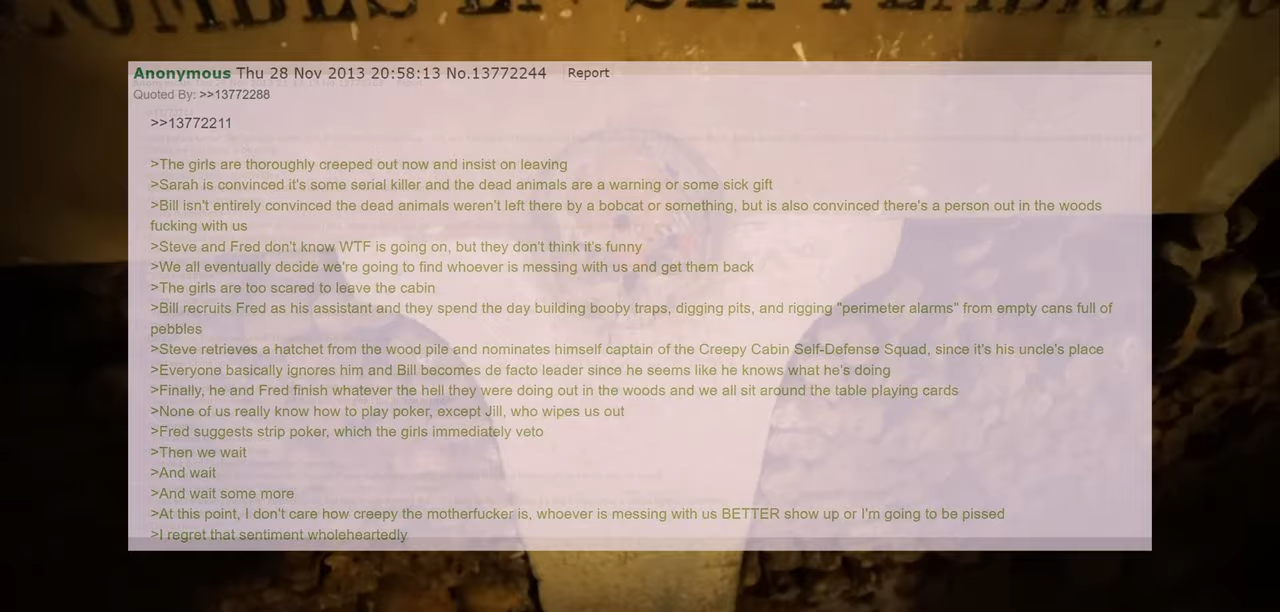 COMBES EN SEPTEMBRE
Anonymous Thu 28 Nov 2013 20:58:13 No.13772244 Report
Quoted By: >>13772288
>>13772211
>The girls are thoroughly creeped out now and insist on leaving
>Sarah is convinced it's some serial killer and the dead animals are a warning or some sick gift
>Bill isn't entirely convinced the dead animals weren't left there by a bobcat or something, but is also convinced there's a person out in the woods
fucking with us
>Steve and Fred don't know WTF is going on, but they don't think it's funny
>We all eventually decide we're going to find whoever is messing with us and get them back
>The girls are too scared to leave the cabin
>Bill recruits Fred as his assistant and they spend the day building booby traps, digging pits, and rigging "perimeter alarms" from empty cans full of
pebbles
>Steve retrieves a hatchet from the wood pile and nominates himself captain of the Creepy Cabin Self-Defense Squad, since it's his uncle's place
>Everyone basically ignores him and Bill becomes de facto leader since he seems like he knows what he's doing
>Finally, he and Fred finish whatever the hell they were doing out in the woods and we all sit around the table playing cards
>None of us really know how to play poker, except Jill, who wipes us out
>Fred suggests strip poker, which the girls immediately veto
>Then we wait
>And wait
>And wait some more
>At this point, I don't care how creepy the motherfucker is, whoever is messing with us BETTER show up or I'm going to be pissed
>I regret that sentiment wholeheartedly